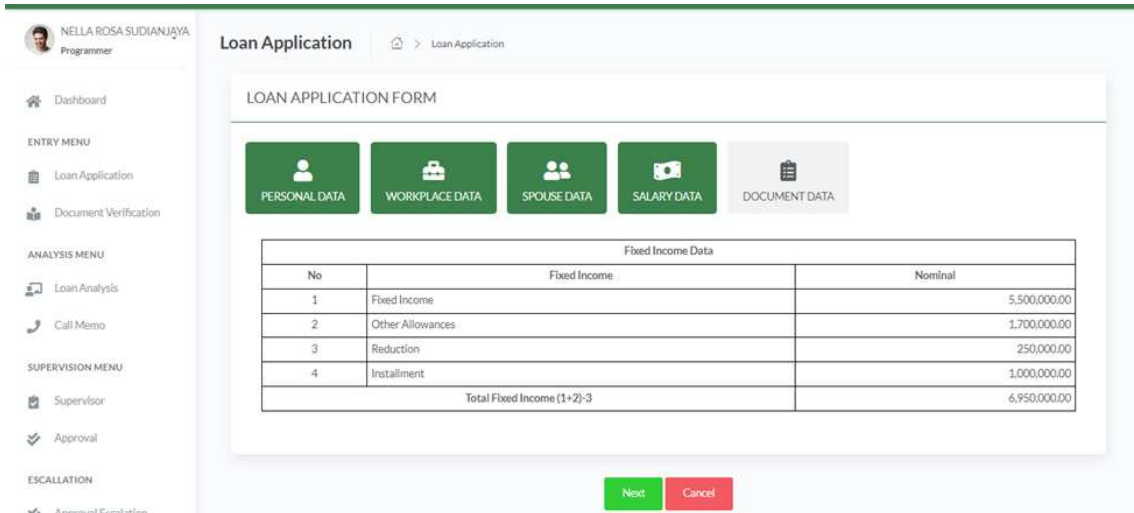 NELLA ROSA SUDIANJAYA
Programmer
Loan Application
> Loan Application
Dashboard
ENTRY MENU
Loan Application
Document Verification
ANALYSIS MENU
Loan Analysis
Call Memo
SUPERVISION MENU
Supervisor
Approval
ESCALLATION
Approval Escalation
LOAN APPLICATION FORM
PERSONAL DATA WORKPLACE DATA SPOUSE DATA SALARY DATA DOCUMENT DATA
Fixed Income Data
No Fixed Income Nominal
1 Fixed Income 5,500,000.00
2 Other Allowances 1,700,000.00
3 Reduction 250,000.00
4 Installment 1,000,000.00
Total Fixed Income (1+2)-3 6,950,000.00
Next Cancel